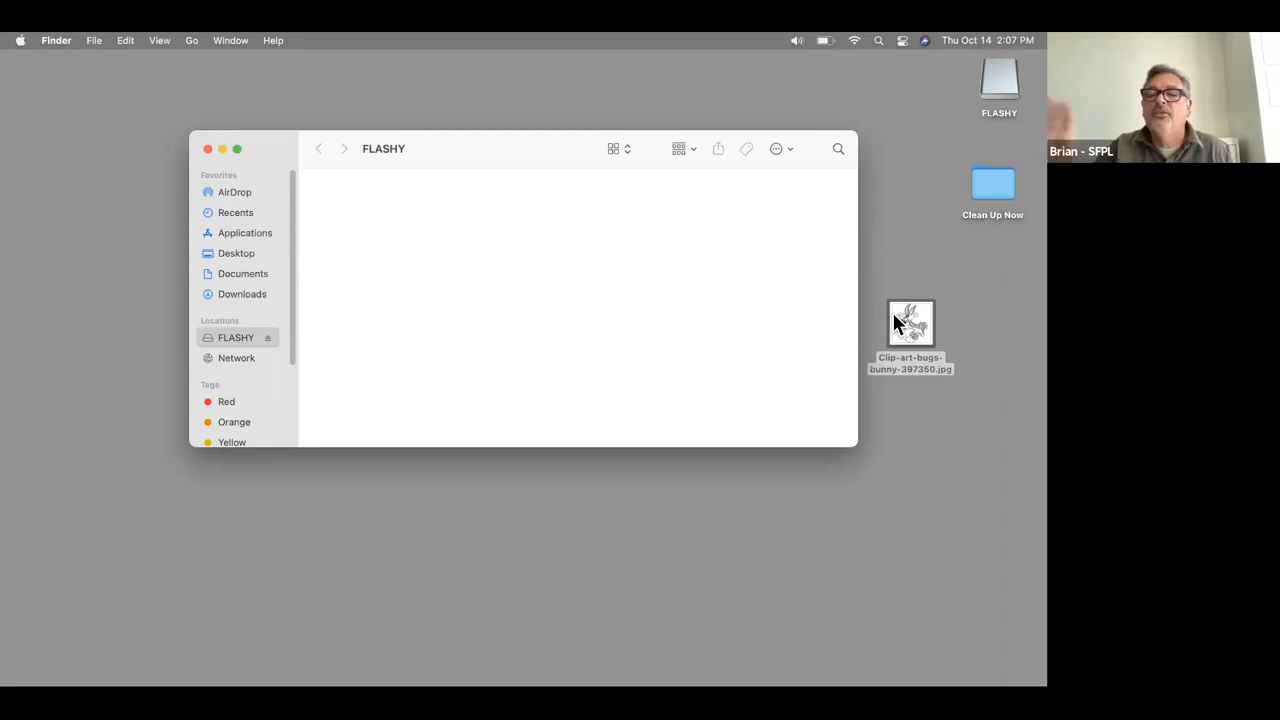 Finder File Edit View Go Window Help Thu Oct 14 2:07 PM
FLASHY
Brian - SFPL
FLASHY
Favorites
AirDrop
Recents
Applications
Desktop
Documents
Downloads
Locations
FLASHY
Network
Tags
Red
Orange
Yellow
Clean Up Now
Clip-art-bugs-
bunny-397350.jpg